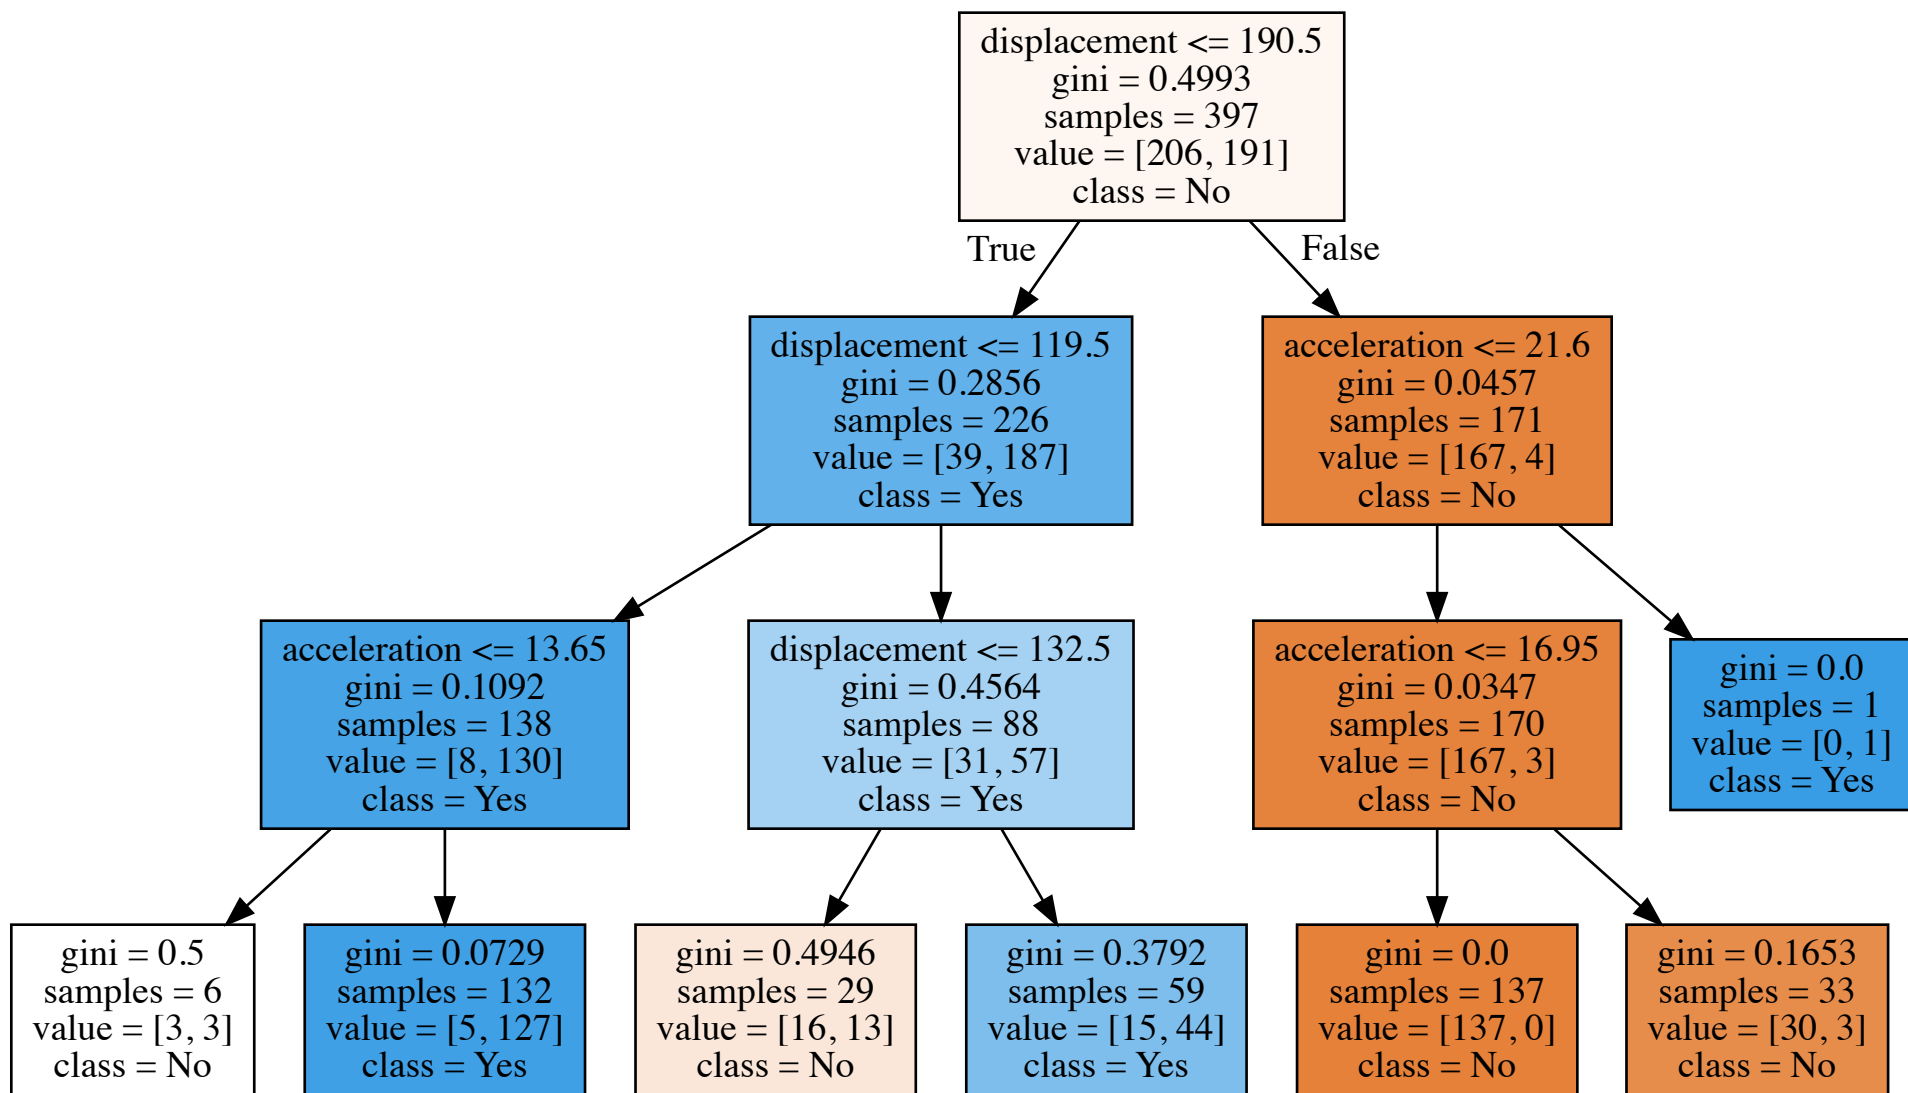 displacement <= 190.5
gini = 0.4993
samples = 397
value = [206, 191]
class = No
True
False
displacement <= 119.5
gini = 0.2856
samples = 226
value = [39, 187]
class = Yes
acceleration <= 21.6
gini = 0.0457
samples = 171
value = [167, 4]
class = No
acceleration <= 13.65
gini = 0.1092
samples = 138
value = [8, 130]
class = Yes
displacement <= 132.5
gini = 0.4564
samples = 88
value = [31, 57]
class = Yes
acceleration <= 16.95
gini = 0.0347
samples = 170
value = [167, 3]
class = No
gini = 0.0
samples = 1
value = [0, 1]
class = Yes
gini = 0.5
samples = 6
value = [3, 3]
class = No
gini = 0.0729
samples = 132
value = [5, 127]
class = Yes
gini = 0.4946
samples = 29
value = [16, 13]
class = No
gini = 0.3792
samples = 59
value = [15, 44]
class = Yes
gini = 0.0
samples = 137
value = [137, 0]
class = No
gini = 0.1653
samples = 33
value = [30, 3]
class = No